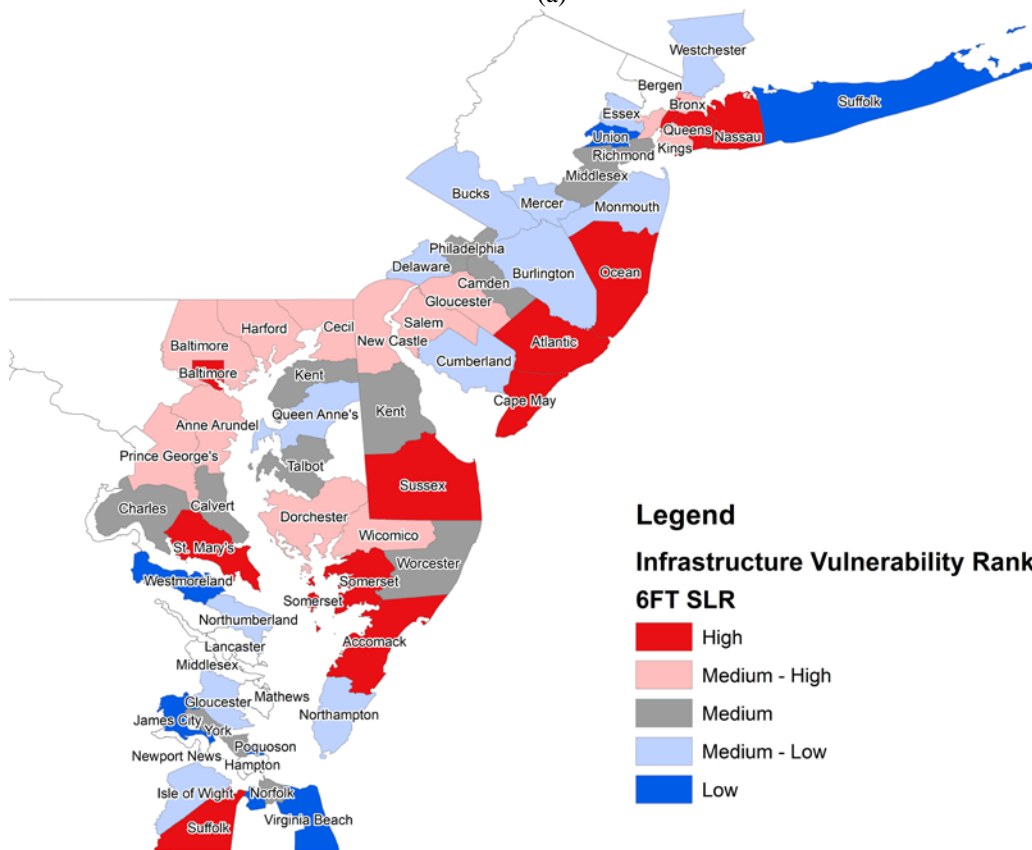 (a)
Westchester
Bergen
Suffolk
Bronx
Essex
Queens
Nassau
Union
Kings
Richmond
Middlesex
Bucks
Mercer
Monmouth
Philadelphia
Delaware
Burlington
Ocean
Camden
Gloucester
Salem
Harford
Cecil
New Castle
Atlantic
Baltimore
Cumberland
Baltimore
Kent
Cape May
Queen Anne's
Kent
Anne Arundel
Prince George's
Talbot
Sussex
Charles
Calvert
Dorchester
Wicomico
St. Mary's
Worcester
Westmoreland
Somerset
Somerset
Northumberland
Accomack
Lancaster
Middlesex
Mathews
Gloucester
Northampton
James City
York
Poquoson
Newport News
Hampton
Isle of Wight
Norfolk
Virginia Beach
Suffolk
Legend
Infrastructure Vulnerability Rank
6FT SLR
High
Medium - High
Medium
Medium - Low
Low